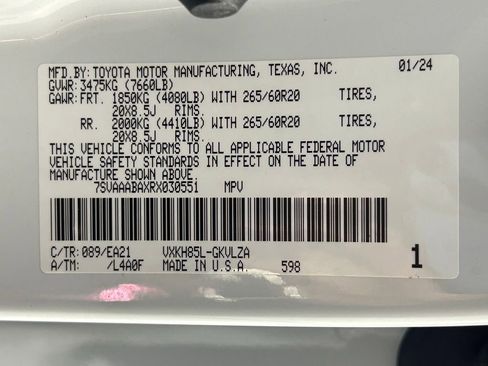 MFD.BY: TOYOTA MOTOR MANUFACTURING, TEXAS, INC. 01/24
GVWR: 3475KG (7660LB)
GAWR: FRT. 1850KG (4080LB) WITH 265/60R20 TIRES,
20X8.5J RIMS.
RR. 2000KG (4410LB) WITH 265/60R20 TIRES,
20X8.5J RIMS.
THIS VEHICLE CONFORMS TO ALL APPLICABLE FEDERAL MOTOR
VEHICLE SAFETY STANDARDS IN EFFECT ON THE DATE OF
MANUFACTURE SHOWN ABOVE.
7SVAAABAXRX030551 MPV
C/TR: 089/EA21 VXKH85L-GKVLZA
A/TM: /L4A0F MADE IN U.S.A. 598 1